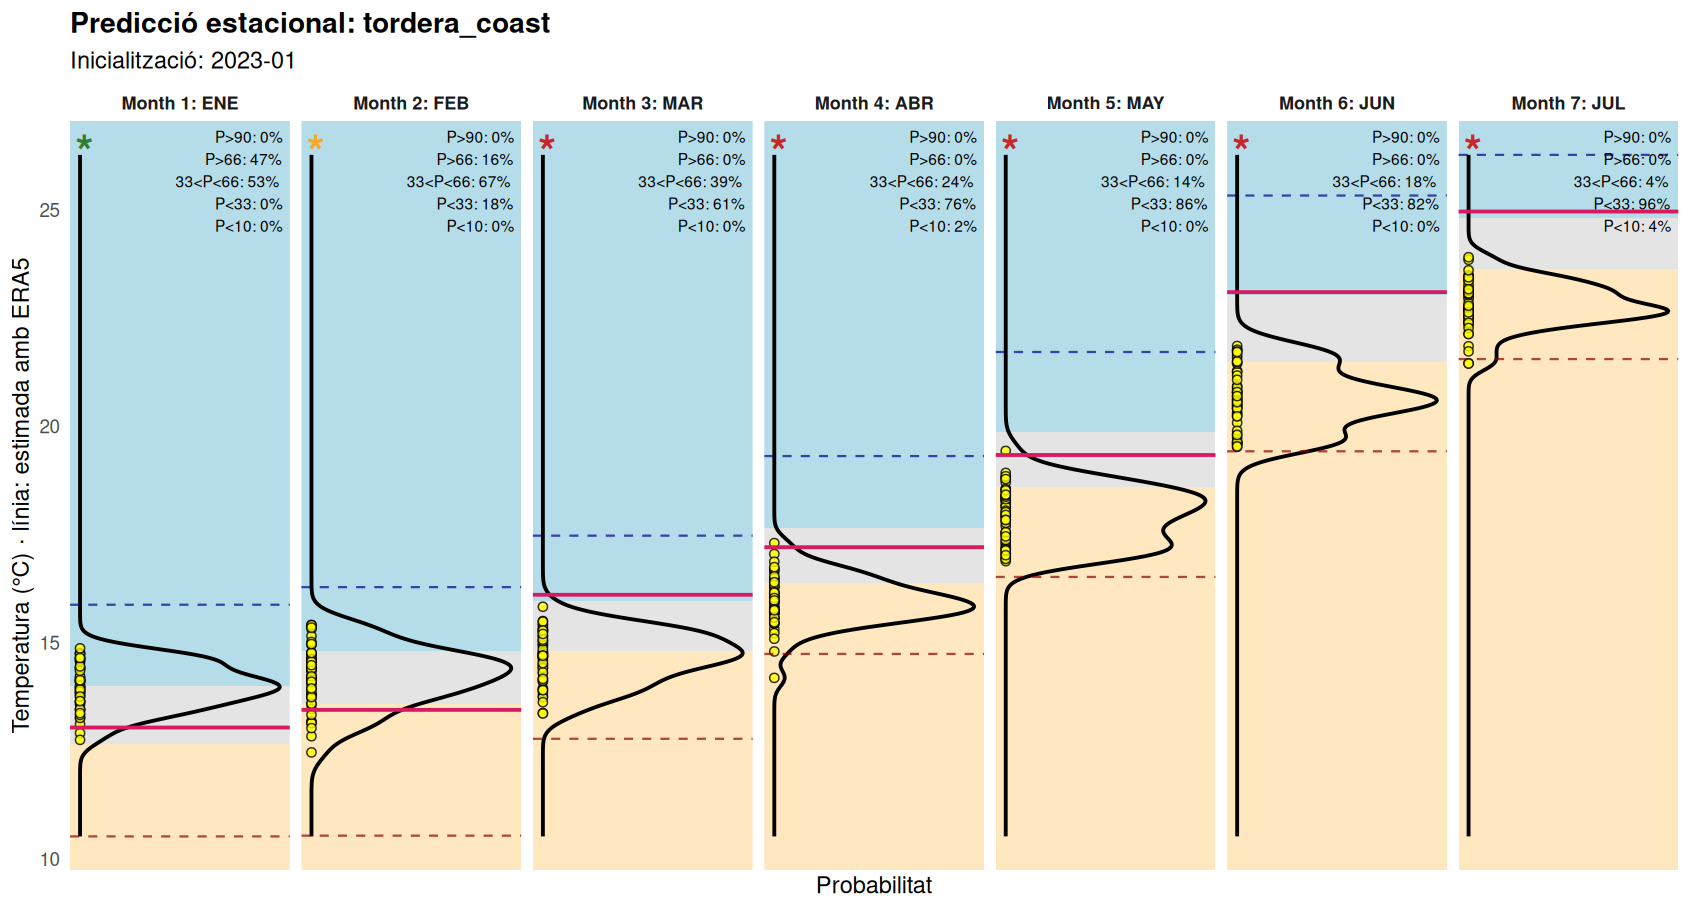 Predicció estacional: tordera_coast
Inicialització: 2023-01
Month 1: ENE
Month 2: FEB
Month 3: MAR
Month 4: ABR
Month 5: MAY
Month 6: JUN
Month 7: JUL
*
P>90: 0%
P>66: 47%
33<P<66: 53%
P<33: 0%
P<10: 0%
*
P>90: 0%
P>66: 16%
33<P<66: 67%
P<33: 18%
P<10: 0%
*
P>90: 0%
P>66: 0%
33<P<66: 39%
P<33: 61%
P<10: 0%
*
P>90: 0%
P>66: 0%
33<P<66: 24%
P<33: 76%
P<10: 2%
*
P>90: 0%
P>66: 0%
33<P<66: 14%
P<33: 86%
P<10: 0%
*
P>90: 0%
P>66: 0%
33<P<66: 18%
P<33: 82%
P<10: 0%
*
P>90: 0%
P>66: 0%
33<P<66: 4%
P<33: 96%
P<10: 4%
25
20
15
10
Temperatura (°C) · línia: estimada amb ERA5
Probabilitat